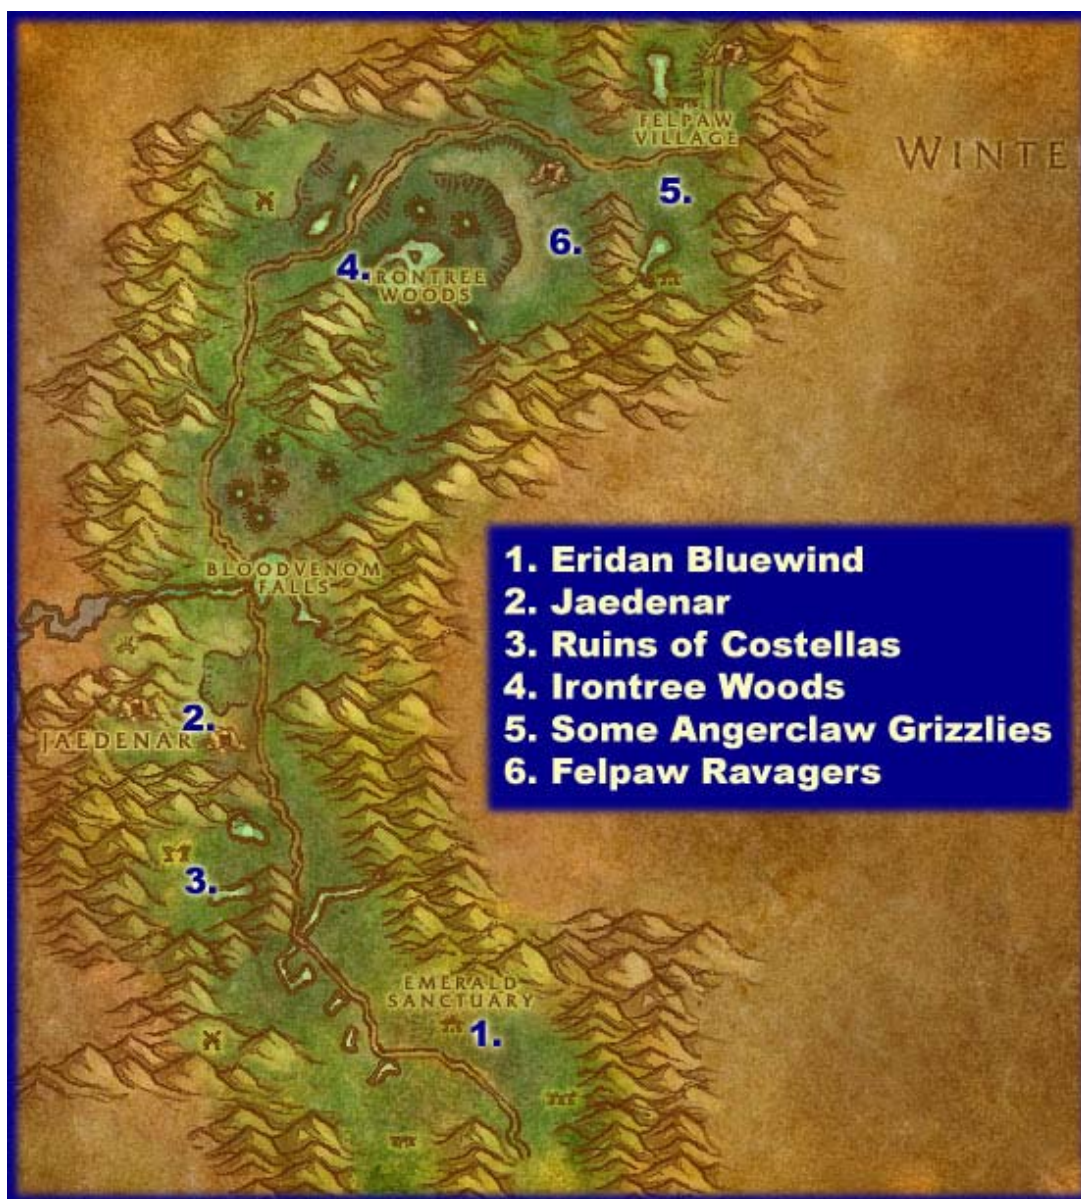 FELPAW
VILLAGE
WINTE
5.
6.
4.
IRONTREE
WOODS
BLOODVENOM
FALLS
1. Eridan Bluewind
2. Jaedenar
3. Ruins of Costellas
4. Irontree Woods
5. Some Angerclaw Grizzlies
6. Felpaw Ravagers
2.
JAEDENAR
3.
EMERALD
SANCTUARY
1.